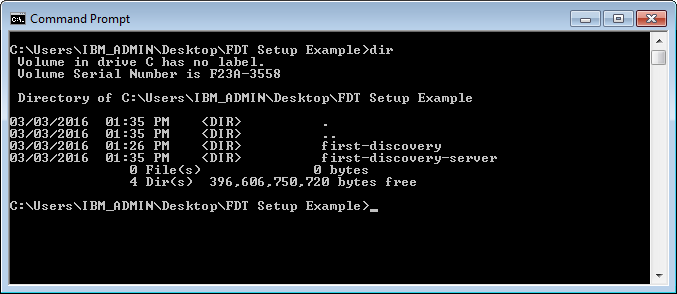 Command Prompt
C:\Users\IBM_ADMIN\Desktop\FDT Setup Example>dir
 Volume in drive C has no label.
 Volume Serial Number is F23A-3558
 Directory of C:\Users\IBM_ADMIN\Desktop\FDT Setup Example
03/03/2016  01:35 PM    <DIR>          .
03/03/2016  01:35 PM    <DIR>          ..
03/03/2016  01:26 PM    <DIR>          first-discovery
03/03/2016  01:35 PM    <DIR>          first-discovery-server
               0 File(s)              0 bytes
               4 Dir(s)  396,606,750,720 bytes free
C:\Users\IBM_ADMIN\Desktop\FDT Setup Example>_